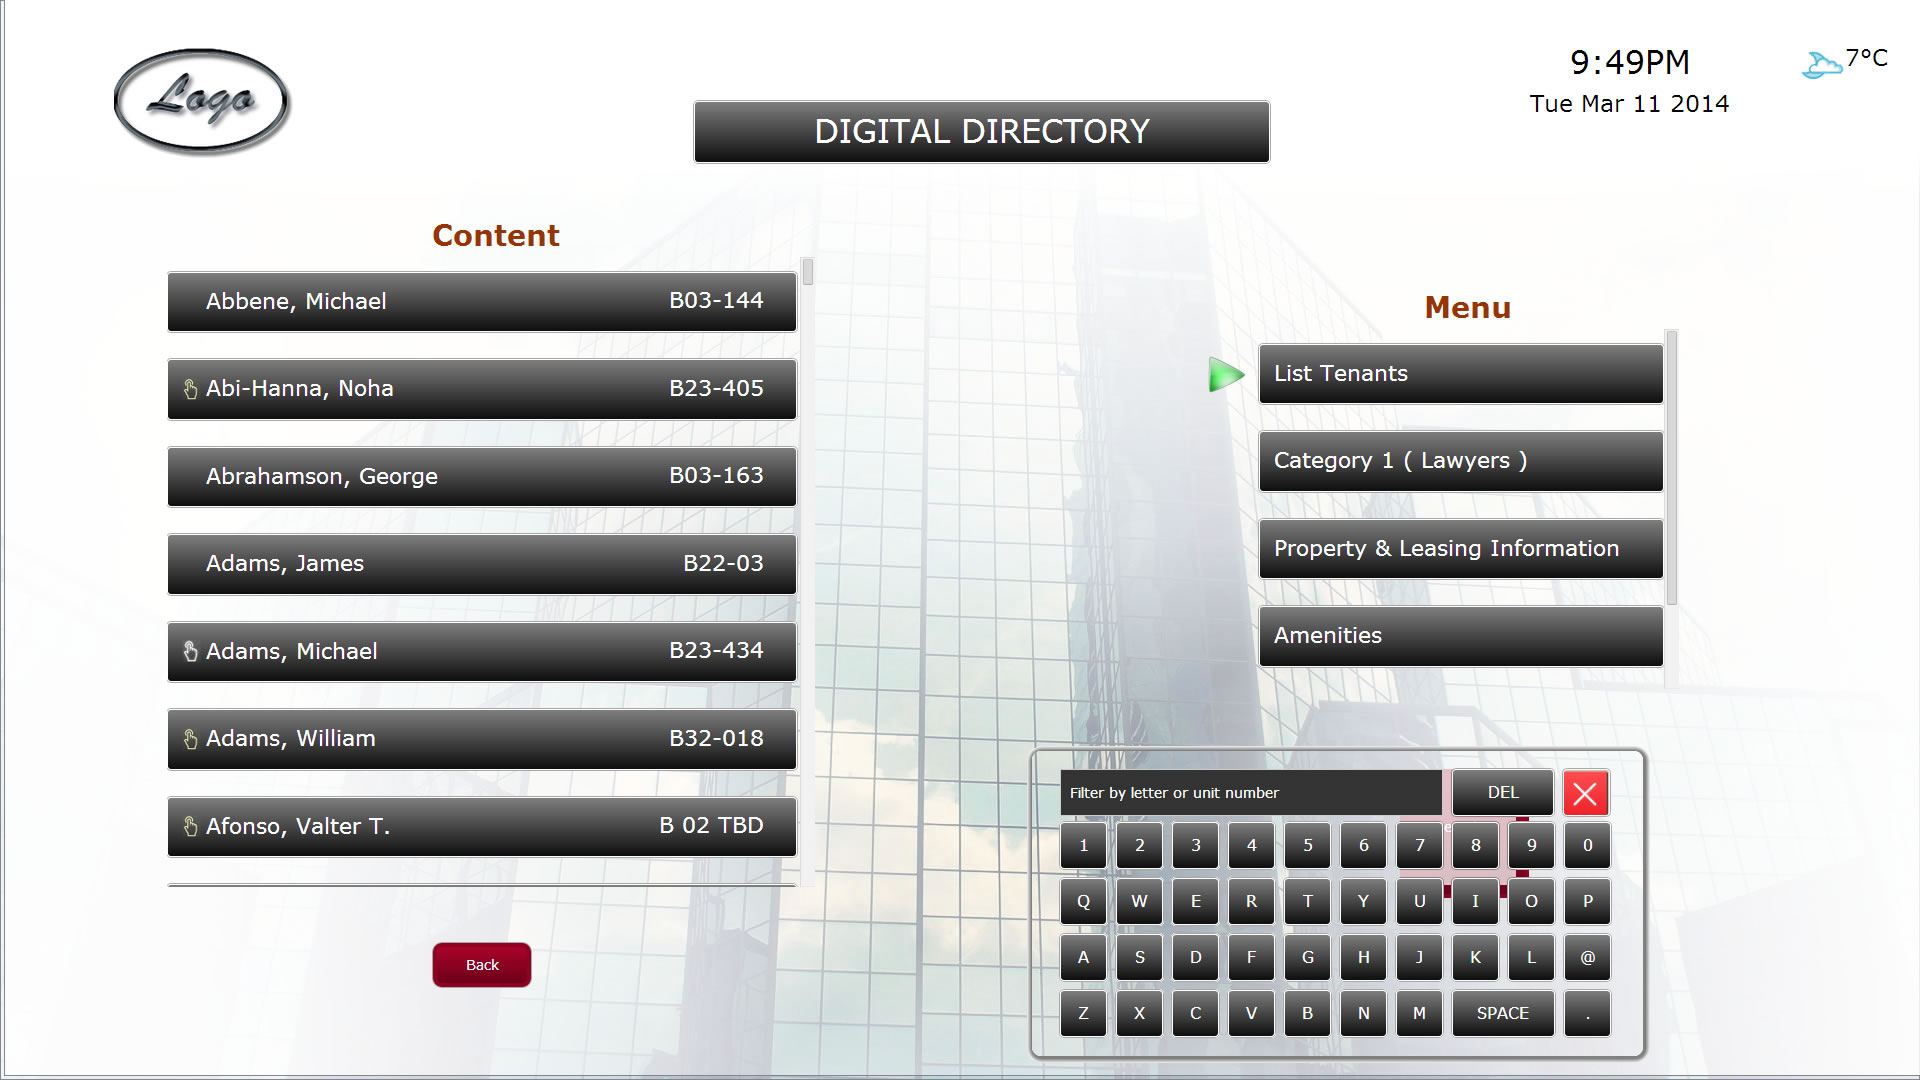 Logo
9:49PM
7°C
Tue Mar 11 2014
DIGITAL DIRECTORY
Content
Abbene, Michael B03-144
Abi-Hanna, Noha B23-405
Abrahamson, George B03-163
Adams, James B22-03
Adams, Michael B23-434
Adams, William B32-018
Afonso, Valter T. B 02 TBD
Back
Menu
List Tenants
Category 1 ( Lawyers )
Property & Leasing Information
Amenities
Filter by letter or unit number DEL
1 2 3 4 5 6 7 8 9 0
Q W E R T Y U I O P
A S D F G H J K L @
Z X C V B N M SPACE .